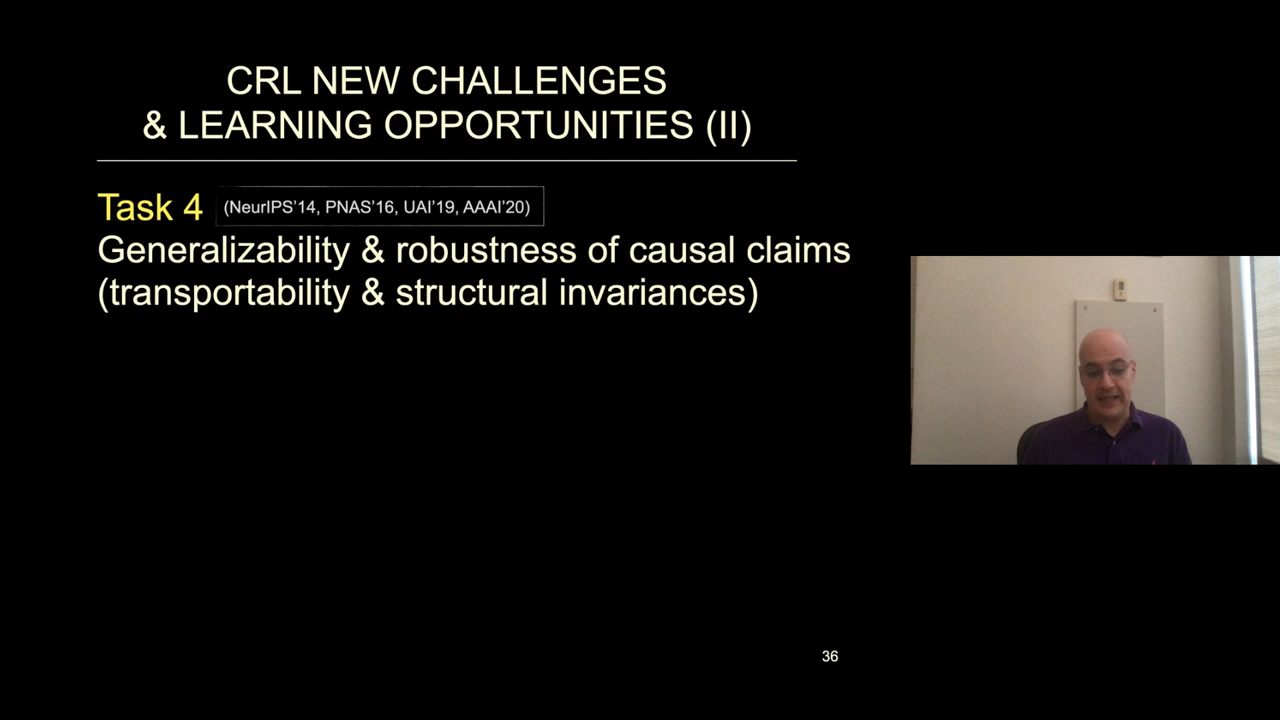 CRL NEW CHALLENGES
& LEARNING OPPORTUNITIES (II)
Task 4 (NeurIPS'14, PNAS'16, UAI'19, AAAI'20)
Generalizability & robustness of causal claims
(transportability & structural invariances)
36